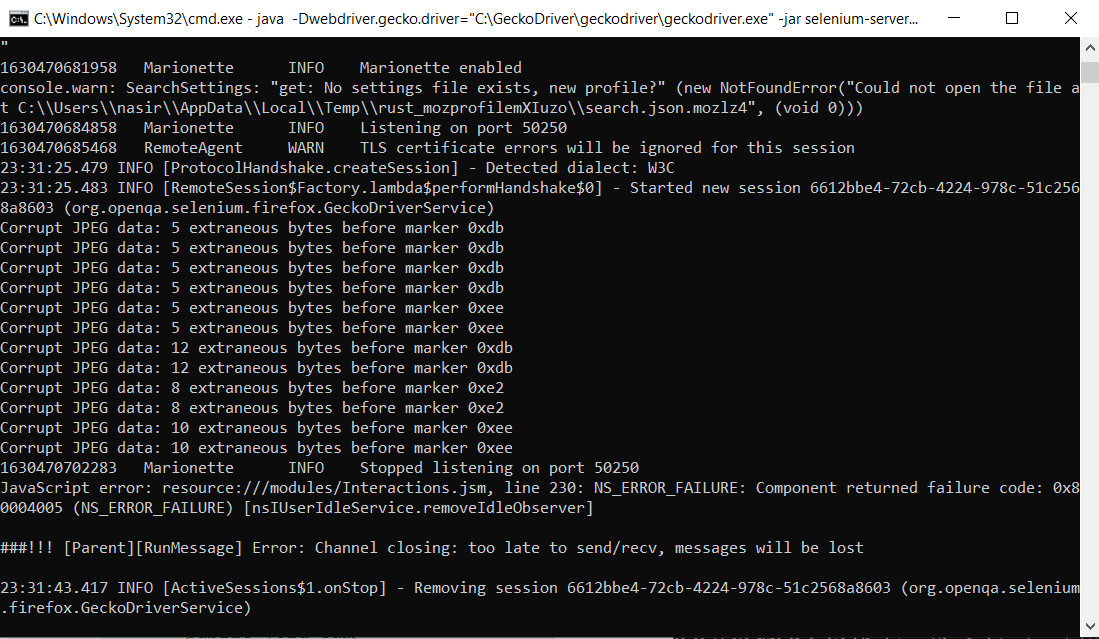 C:\Windows\System32\cmd.exe - java  -Dwebdriver.gecko.driver="C:\GeckoDriver\geckodriver\geckodriver.exe" -jar selenium-server...
"
1630470681958   Marionette      INFO    Marionette enabled
console.warn: SearchSettings: "get: No settings file exists, new profile?" (new NotFoundError("Could not open the file a
t C:\\Users\\nasir\\AppData\\Local\\Temp\\rust_mozprofilemXIuzo\\search.json.mozlz4", (void 0)))
1630470684858   Marionette      INFO    Listening on port 50250
1630470685468   RemoteAgent     WARN    TLS certificate errors will be ignored for this session
23:31:25.479 INFO [ProtocolHandshake.createSession] - Detected dialect: W3C
23:31:25.483 INFO [RemoteSession$Factory.lambda$performHandshake$0] - Started new session 6612bbe4-72cb-4224-978c-51c256
8a8603 (org.openqa.selenium.firefox.GeckoDriverService)
Corrupt JPEG data: 5 extraneous bytes before marker 0xdb
Corrupt JPEG data: 5 extraneous bytes before marker 0xdb
Corrupt JPEG data: 5 extraneous bytes before marker 0xdb
Corrupt JPEG data: 5 extraneous bytes before marker 0xdb
Corrupt JPEG data: 5 extraneous bytes before marker 0xee
Corrupt JPEG data: 5 extraneous bytes before marker 0xee
Corrupt JPEG data: 12 extraneous bytes before marker 0xdb
Corrupt JPEG data: 12 extraneous bytes before marker 0xdb
Corrupt JPEG data: 8 extraneous bytes before marker 0xe2
Corrupt JPEG data: 8 extraneous bytes before marker 0xe2
Corrupt JPEG data: 10 extraneous bytes before marker 0xee
Corrupt JPEG data: 10 extraneous bytes before marker 0xee
1630470702283   Marionette      INFO    Stopped listening on port 50250
JavaScript error: resource:///modules/Interactions.jsm, line 230: NS_ERROR_FAILURE: Component returned failure code: 0x8
0004005 (NS_ERROR_FAILURE) [nsIUserIdleService.removeIdleObserver]
###!!! [Parent][RunMessage] Error: Channel closing: too late to send/recv, messages will be lost
23:31:43.417 INFO [ActiveSessions$1.onStop] - Removing session 6612bbe4-72cb-4224-978c-51c2568a8603 (org.openqa.selenium
.firefox.GeckoDriverService)